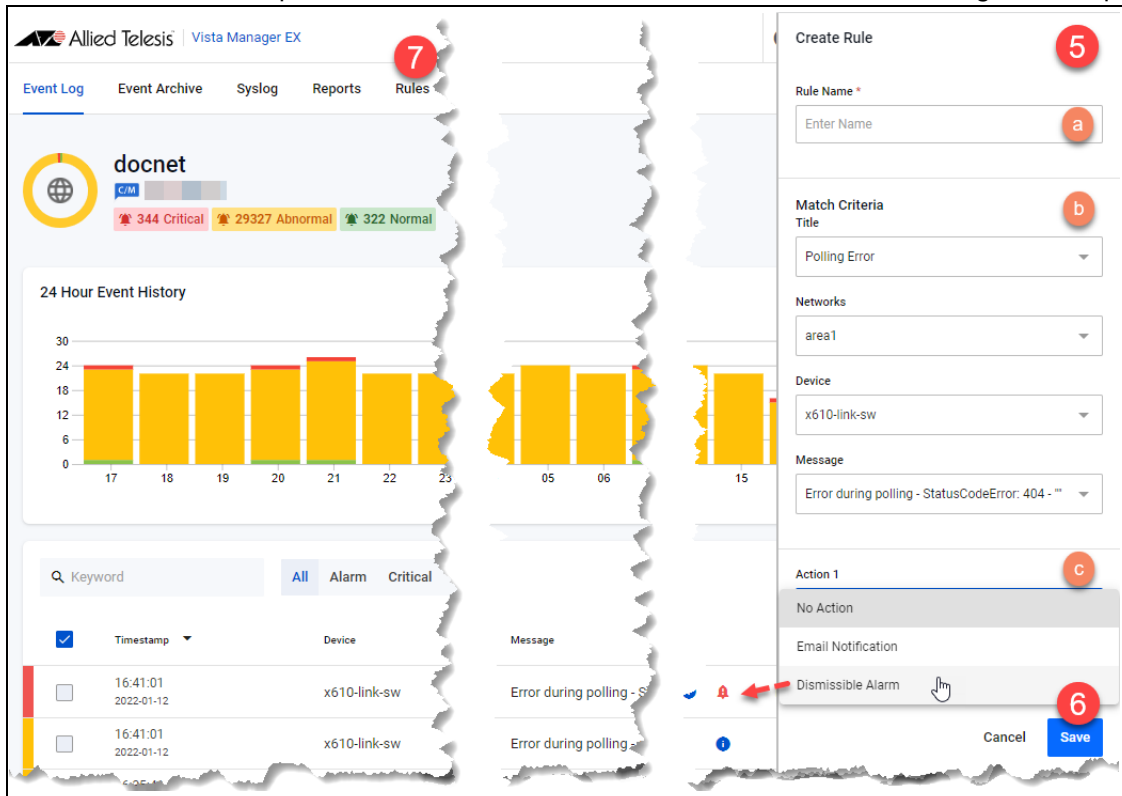 Allied Telesis | Vista Manager EX
7
Event Log Event Archive Syslog Reports Rules
docnet
C/M
344 Critical 29327 Abnormal 322 Normal
24 Hour Event History
30
24
18
12
6
0
17 18 19 20 21 22 23 05 06 15
Keyword
All Alarm Critical
Timestamp Device Message
16:41:01
2022-01-12
x610-link-sw
Error during polling - S
16:41:01
2022-01-12
x610-link-sw
Error during polling -
Create Rule
5
Rule Name *
Enter Name
a
Match Criteria
b
Title
Polling Error
Networks
area1
Device
x610-link-sw
Message
Error during polling - StatusCodeError: 404 - ""
Action 1
c
No Action
Email Notification
Dismissible Alarm
6
Cancel Save